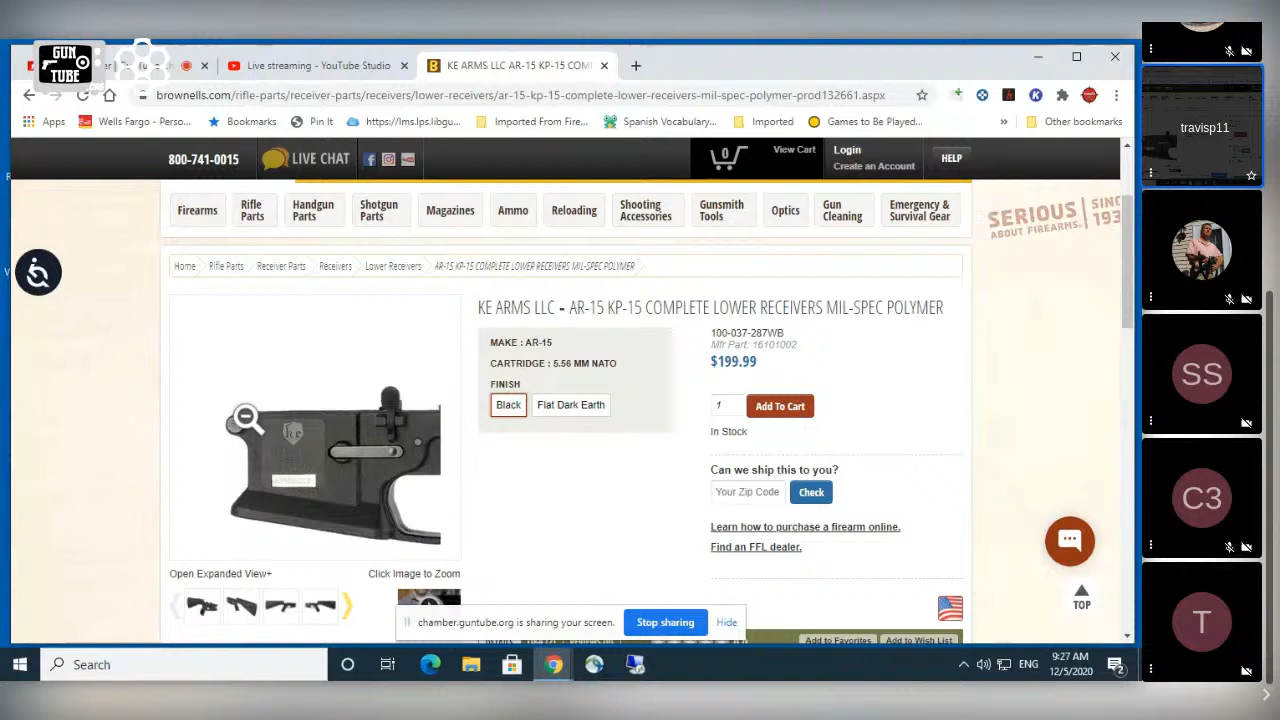 GUN
TUBE
Live streaming - YouTube Studio
KE ARMS LLC AR-15 KP-15 COM
brownells.com/rifle-parts/receiver-parts/receivers/lower-receivers/ar-15-kp-15-complete-lower-receivers-mil-spec-polymer-prod132661.aspx
Apps
Wells Fargo - Perso...
Bookmarks
Pin It
https://lms.lps.libgu...
Imported From Fire...
Spanish Vocabulary...
Imported
Games to Be Played...
»
Other bookmarks
800-741-0015
LIVE CHAT
0
View Cart
Login
Create an Account
HELP
Firearms
Rifle
Parts
Handgun
Parts
Shotgun
Parts
Magazines
Ammo
Reloading
Shooting
Accessories
Gunsmith
Tools
Optics
Gun
Cleaning
Emergency &
Survival Gear
SERIOUS
ABOUT FIREARMS.
SINC
193
Home
Rifle Parts
Receiver Parts
Receivers
Lower Receivers
AR-15 KP-15 COMPLETE LOWER RECEIVERS MIL-SPEC POLYMER
KE ARMS LLC - AR-15 KP-15 COMPLETE LOWER RECEIVERS MIL-SPEC POLYMER
MAKE : AR-15
CARTRIDGE : 5.56 MM NATO
FINISH
Black
Flat Dark Earth
100-037-287WB
Mfr Part: 16101002
$199.99
1
Add To Cart
In Stock
Can we ship this to you?
Your Zip Code
Check
Learn how to purchase a firearm online.
Find an FFL dealer.
Open Expanded View+
Click Image to Zoom
TOP
chamber.guntube.org is sharing your screen.
Stop sharing
Hide
Add to Favorites
Add to Wish List
Search
ENG
9:27 AM
12/5/2020
2
travisp11
SS
C3
T